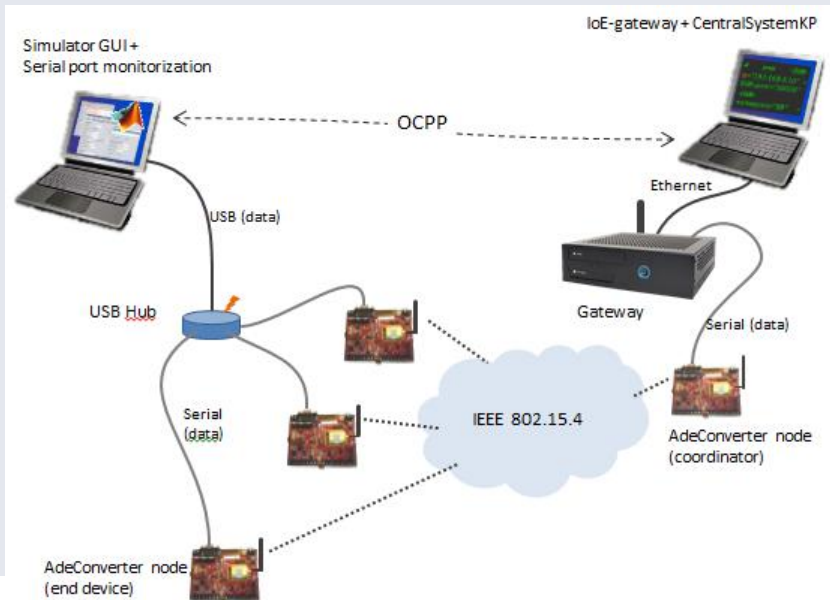 Simulator GUI +
Serial port monitorization
IoE-gateway + CentralSystemKP
OCPP
Ethernet
USB (data)
USB Hub
Gateway
Serial (data)
Serial
(data)
IEEE 802.15.4
AdeConverter node
(coordinator)
AdeConverter node
(end device)